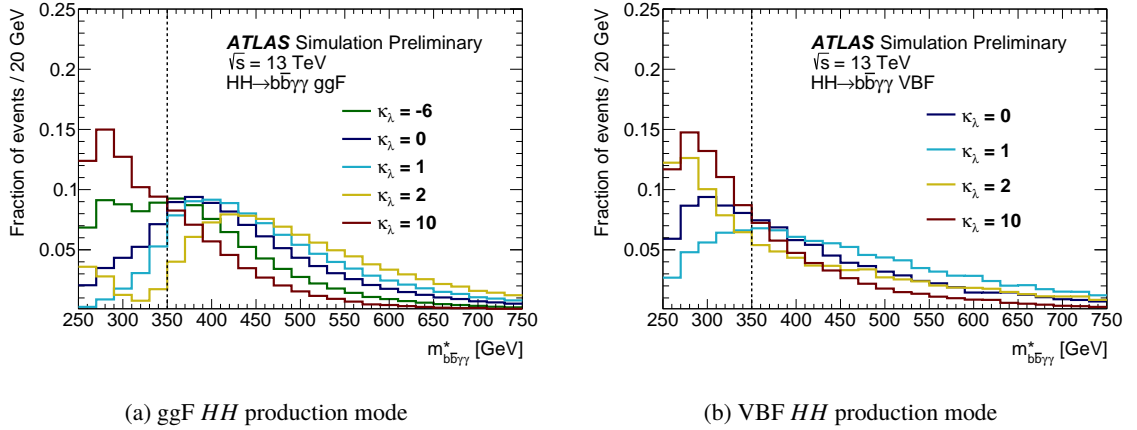 Fraction of events / 20 GeV
0.25
0.2
0.15
0.1
0.05
ATLAS Simulation Preliminary
√s = 13 TeV
HH→bb̄γγ ggF
κλ = -6
κλ = 0
κλ = 1
κλ = 2
κλ = 10
250 300 350 400 450 500 550 600 650 700 750
m*bb̄γγ [GeV]
(a) ggF HH production mode
Fraction of events / 20 GeV
0.25
0.2
0.15
0.1
0.05
ATLAS Simulation Preliminary
√s = 13 TeV
HH→bb̄γγ VBF
κλ = 0
κλ = 1
κλ = 2
κλ = 10
250 300 350 400 450 500 550 600 650 700 750
m*bb̄γγ [GeV]
(b) VBF HH production mode